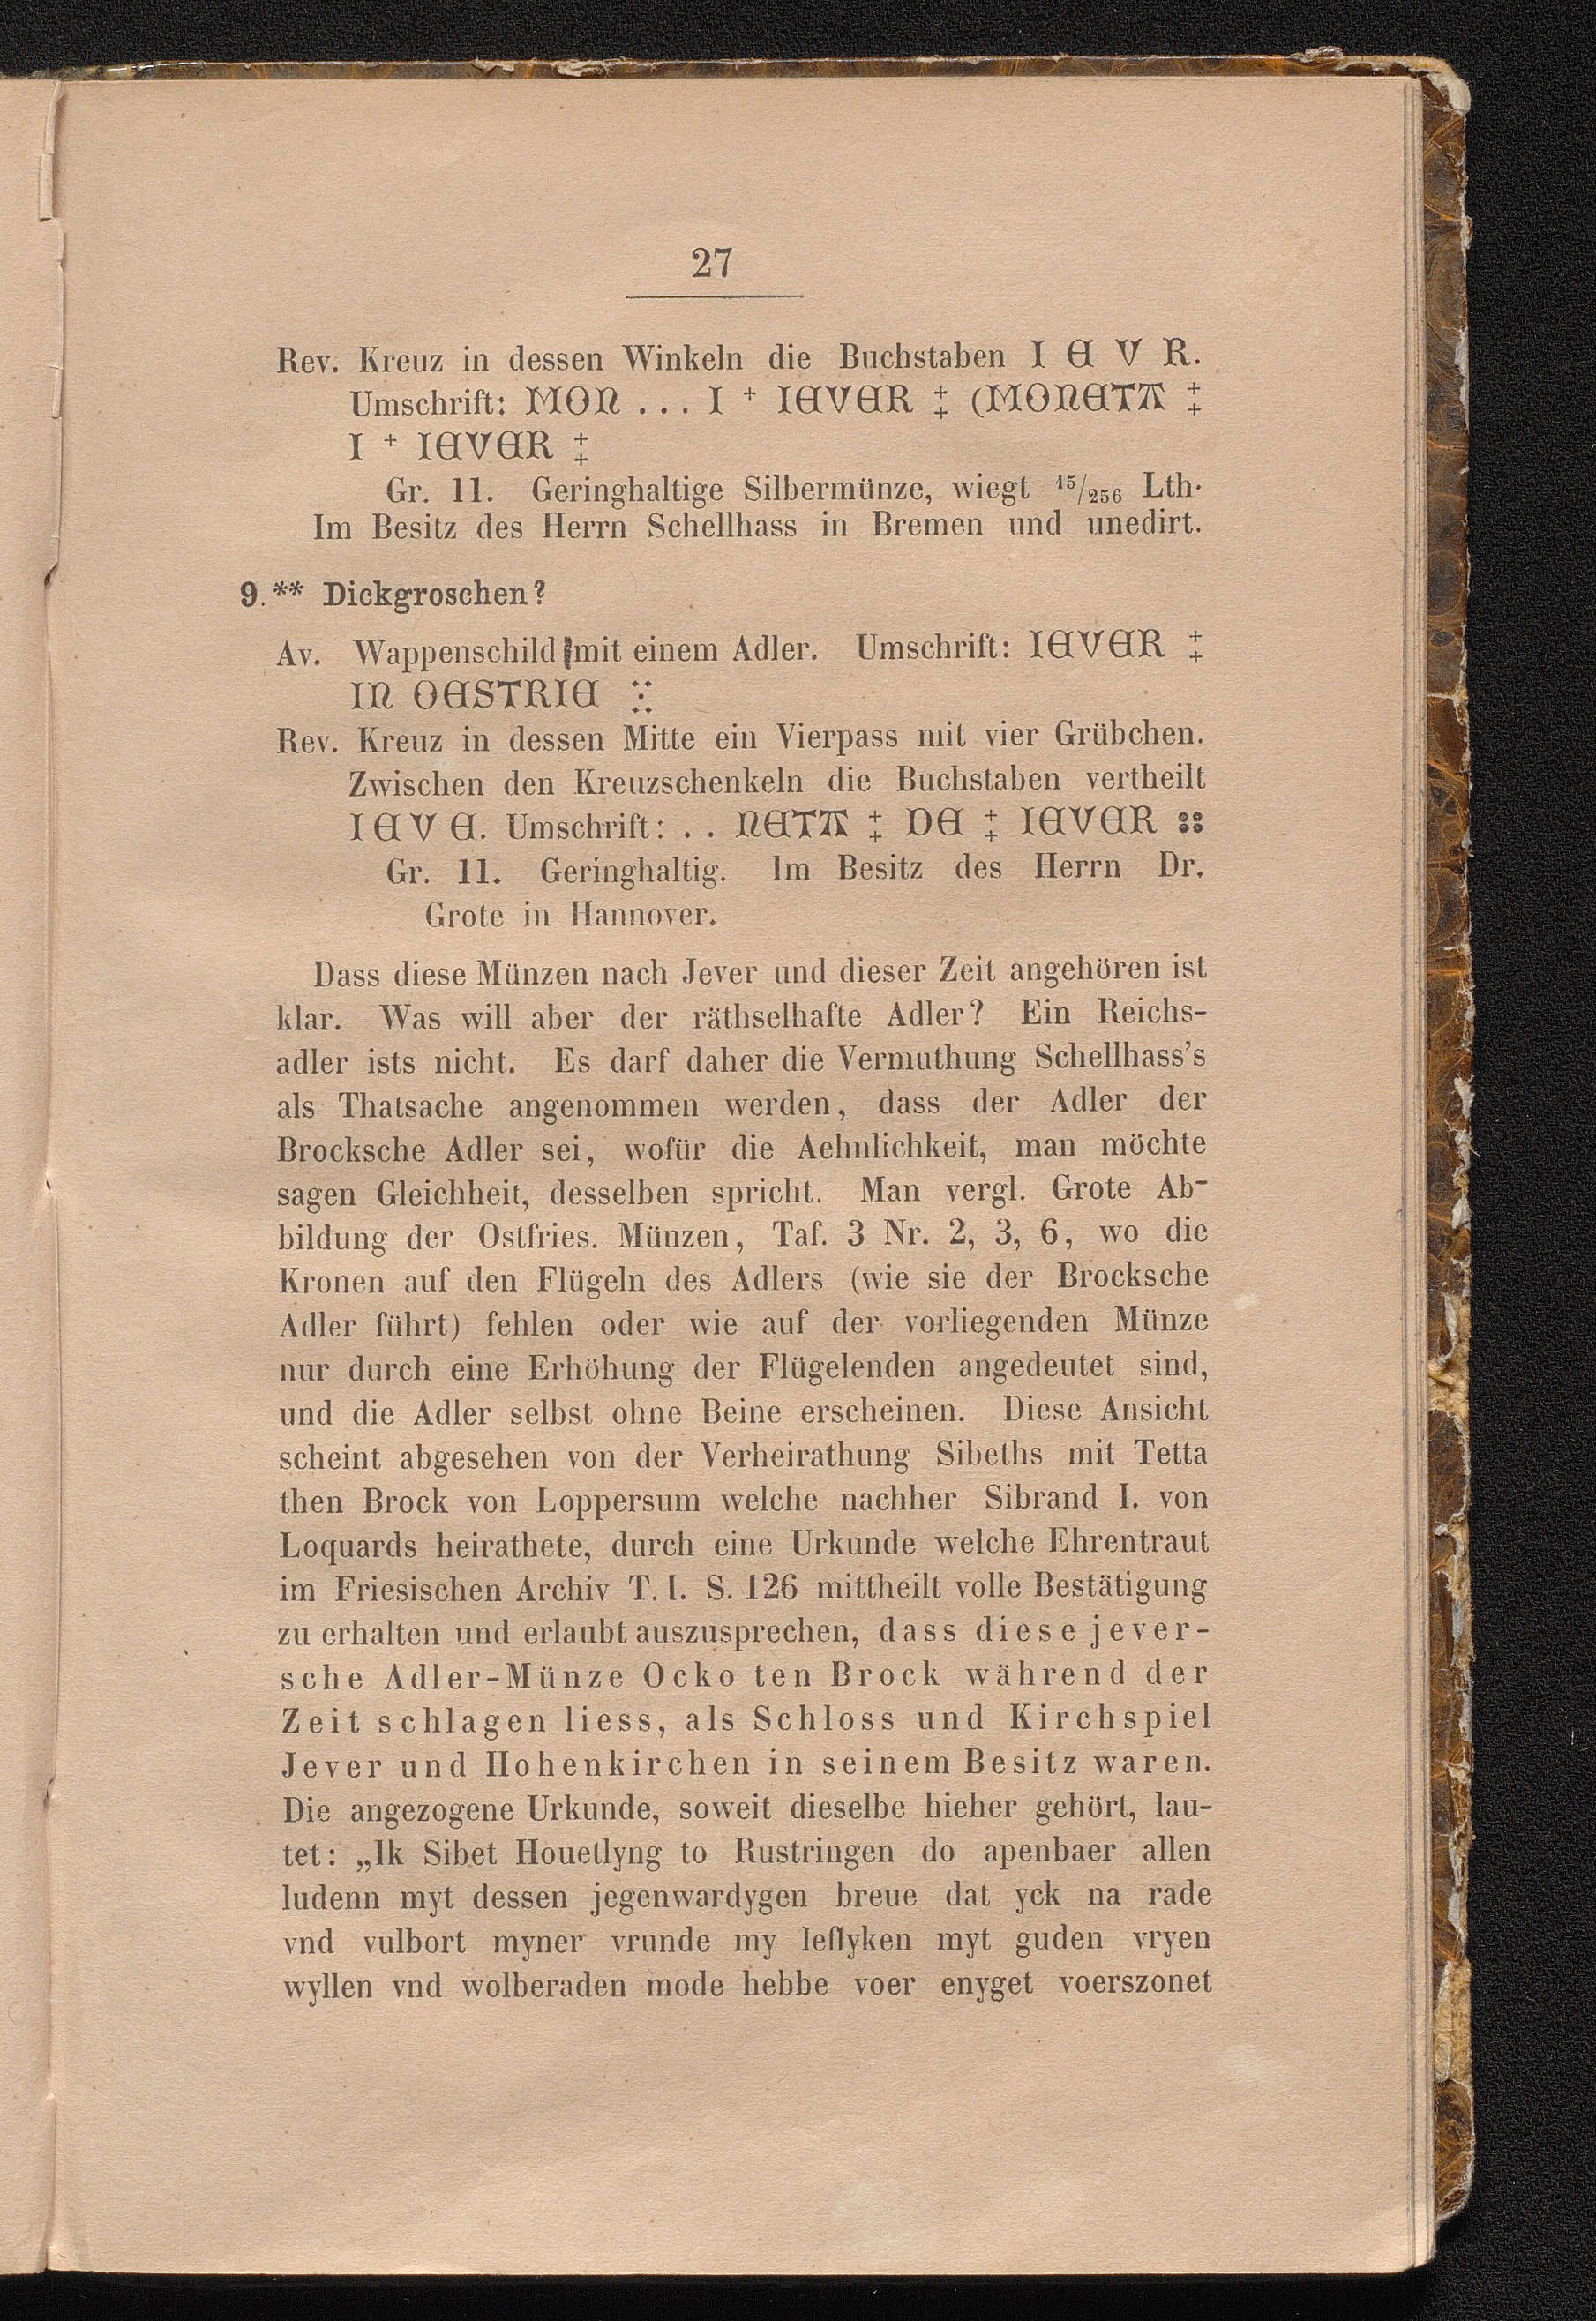 27
Rev. Kreuz in dessen Winkeln die Buchstaben I E V R.
Umschrift: MON ... I + IEVER ‡ (MONETA ‡
I + IEVER ‡
Gr. 11. Geringhaltige Silbermünze, wiegt 15/256 Lth.
Im Besitz des Herrn Schellhass in Bremen und unedirt.
9.** Dickgroschen?
Av. Wappenschild mit einem Adler. Umschrift: IEVER ‡
IN OESTRIE ⁘
Rev. Kreuz in dessen Mitte ein Vierpass mit vier Grübchen.
Zwischen den Kreuzschenkeln die Buchstaben vertheilt
I E V E. Umschrift: . . NETA ‡ DE ‡ IEVER ⸬
Gr. 11. Geringhaltig. Im Besitz des Herrn Dr.
Grote in Hannover.
Dass diese Münzen nach Jever und dieser Zeit angehören ist
klar. Was will aber der räthselhafte Adler? Ein Reichs-
adler ists nicht. Es darf daher die Vermuthung Schellhass's
als Thatsache angenommen werden, dass der Adler der
Brocksche Adler sei, wofür die Aehnlichkeit, man möchte
sagen Gleichheit, desselben spricht. Man vergl. Grote Ab-
bildung der Ostfries. Münzen, Taf. 3 Nr. 2, 3, 6, wo die
Kronen auf den Flügeln des Adlers (wie sie der Brocksche
Adler führt) fehlen oder wie auf der vorliegenden Münze
nur durch eine Erhöhung der Flügelenden angedeutet sind,
und die Adler selbst ohne Beine erscheinen. Diese Ansicht
scheint abgesehen von der Verheirathung Sibeths mit Tetta
then Brock von Loppersum welche nachher Sibrand I. von
Loquards heirathete, durch eine Urkunde welche Ehrentraut
im Friesischen Archiv T. I. S. 126 mittheilt volle Bestätigung
zu erhalten und erlaubt auszusprechen, dass diese jever-
sche Adler-Münze Ocko ten Brock während der
Zeit schlagen liess, als Schloss und Kirchspiel
Jever und Hohenkirchen in seinem Besitz waren.
Die angezogene Urkunde, soweit dieselbe hieher gehört, lau-
tet: „Ik Sibet Houetlyng to Rustringen do apenbaer allen
ludenn myt dessen jegenwardygen breue dat yck na rade
vnd vulbort myner vrunde my leflyken myt guden vryen
wyllen vnd wolberaden mode hebbe voer enyget voerszonet